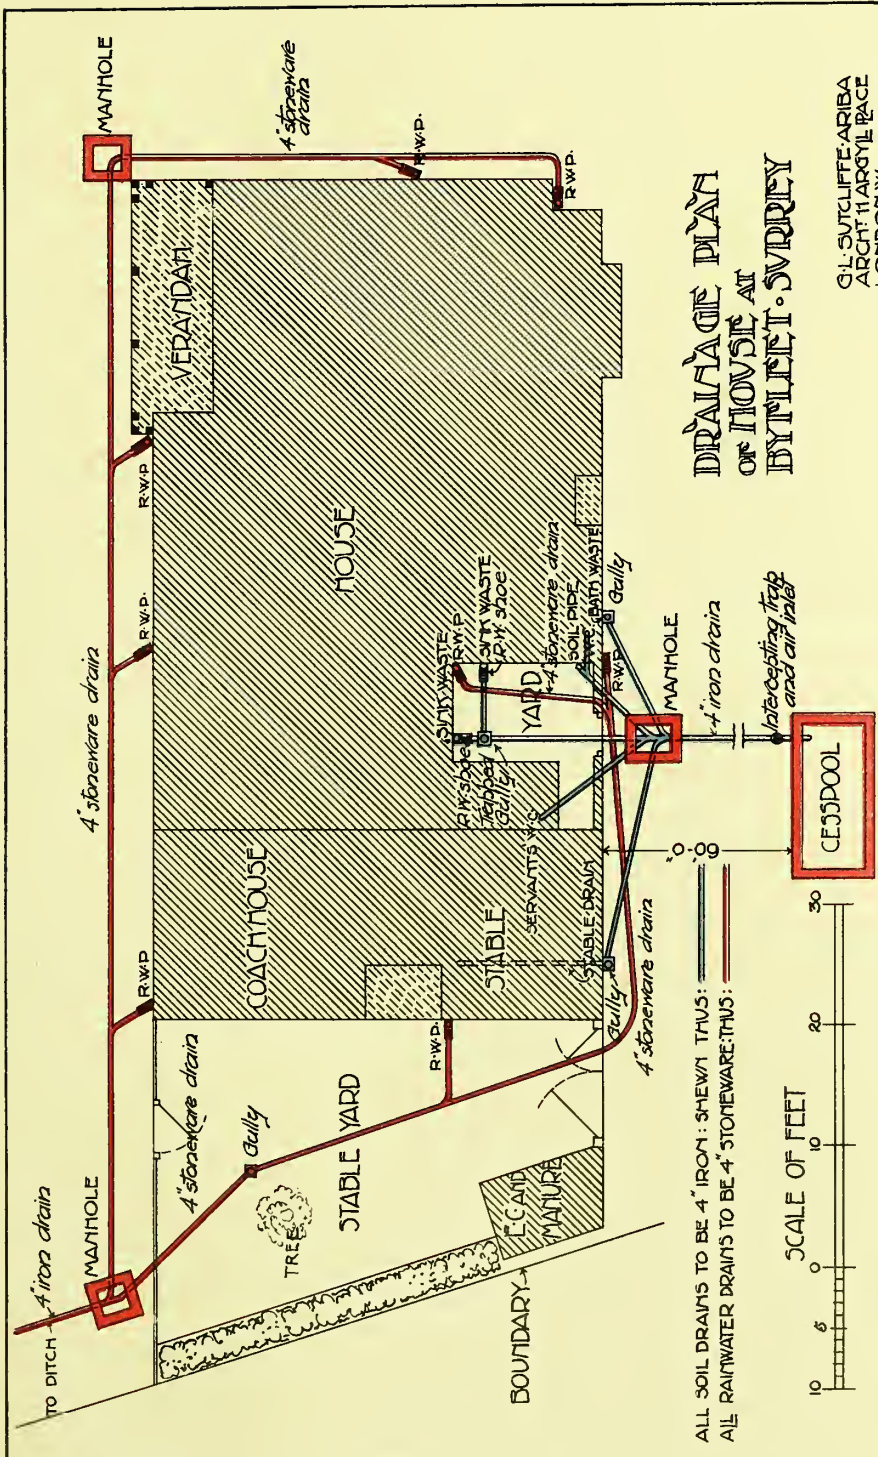 MANHOLE
4" stoneware
drain
R.W.P.
R.W.P.
VERANDAH
R.W.P.
R.W.P.
R.W.P.
4" stoneware drain
HOUSE
COACH HOUSE
STABLE
SINK WASTE
R.W.P.
SINK WASTE
R.W. shoe
YARD
R.W. shoe
Trapped
Gully
4" stoneware drain
SOIL PIPE
BATH WASTE
Gully
R.W.P.
SERVANTS W.C.
STABLE DRAIN
Gully
MANHOLE
4" iron drain
Intercepting trap
and air inlet
CESSPOOL
60'-0"
4" stoneware drain
R.W.P.
STABLE YARD
Gully
4" stoneware drain
TREE
E.C. AND
MANURE
BOUNDARY
MANHOLE
4" iron drain
TO DITCH
DRAINAGE PLAN
OF HOUSE AT
BYFLEET · SURREY
G·L·SUTCLIFFE·ARIBA
ARCHT 11 ARGYLL PLACE
LONDON W.
ALL SOIL DRAINS TO BE 4" IRON: SHEWN THUS:
ALL RAINWATER DRAINS TO BE 4" STONEWARE: THUS:
SCALE OF FEET
10 5 0 10 20 30